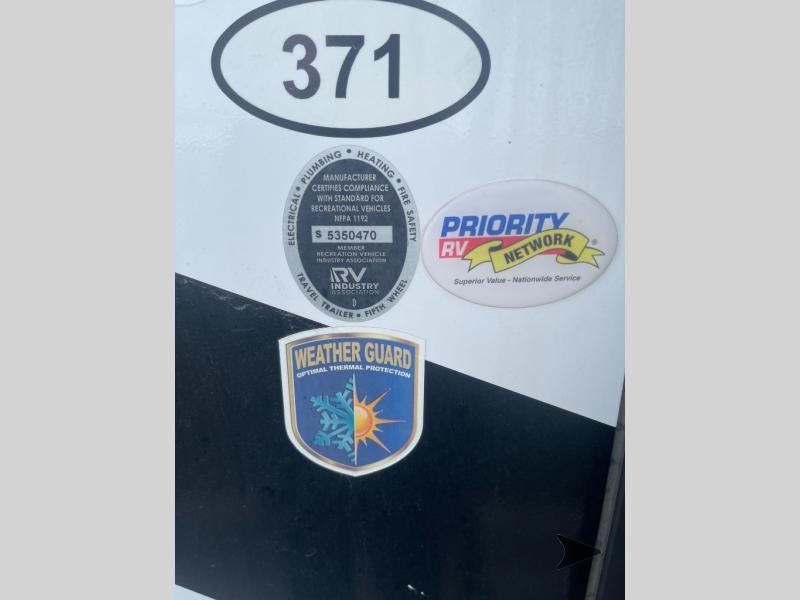 371
ELECTRICAL • PLUMBING • HEATING • FIRE SAFETY
MANUFACTURER
CERTIFIES COMPLIANCE
WITH STANDARD FOR
RECREATIONAL VEHICLES
NFPA 1192
S 5350470
MEMBER
RECREATION VEHICLE
INDUSTRY ASSOCIATION
RV
INDUSTRY
ASSOCIATION
D
TRAVEL TRAILER • FIFTH WHEEL
PRIORITY
RV NETWORK®
Superior Value - Nationwide Service
WEATHER GUARD
OPTIMAL THERMAL PROTECTION